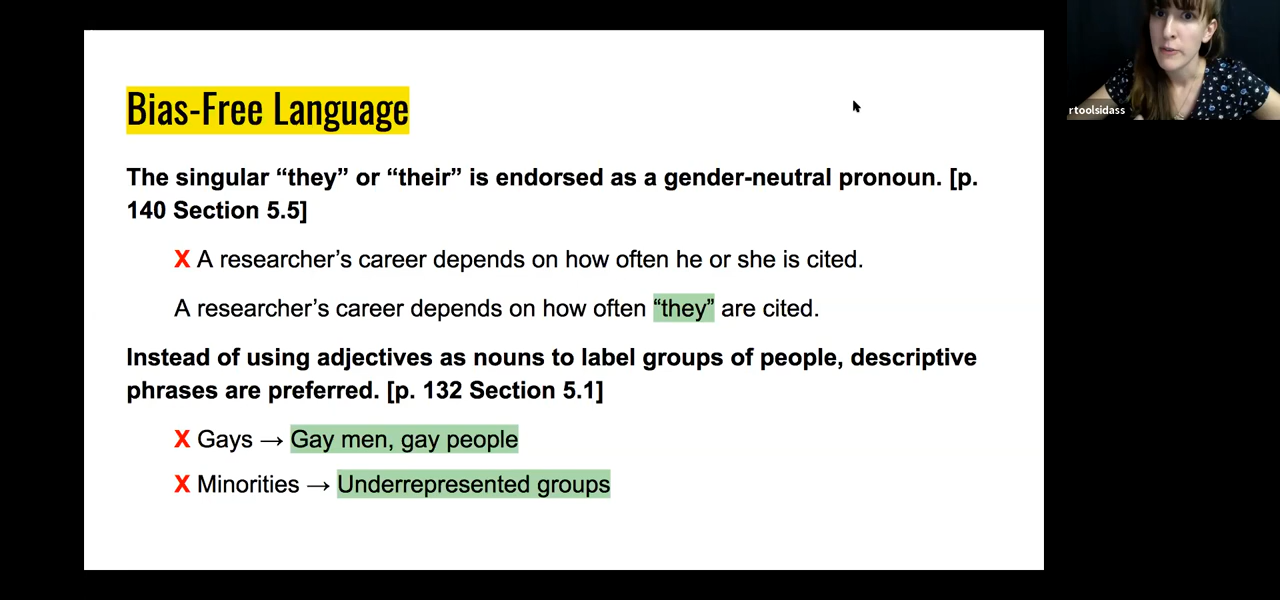 Bias-Free Language
The singular “they” or “their” is endorsed as a gender-neutral pronoun. [p.
140 Section 5.5]
X A researcher’s career depends on how often he or she is cited.
A researcher’s career depends on how often “they” are cited.
Instead of using adjectives as nouns to label groups of people, descriptive
phrases are preferred. [p. 132 Section 5.1]
X Gays → Gay men, gay people
X Minorities → Underrepresented groups
rtoolsidass